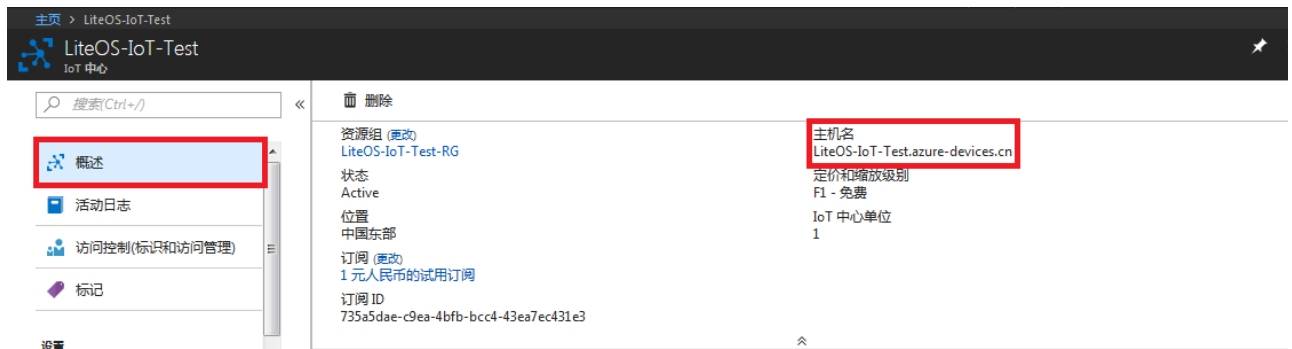 主页 > LiteOS-IoT-Test
LiteOS-IoT-Test
IoT 中心
搜索(Ctrl+/)
«
删除
概述
活动日志
访问控制(标识和访问管理)
标记
设置
资源组 (更改)
LiteOS-IoT-Test-RG
状态
Active
位置
中国东部
订阅 (更改)
1 元人民币的试用订阅
订阅 ID
735a5dae-c9ea-4bfb-bcc4-43ea7ec431e3
主机名
LiteOS-IoT-Test.azure-devices.cn
定价和缩放级别
F1 - 免费
IoT 中心单位
1